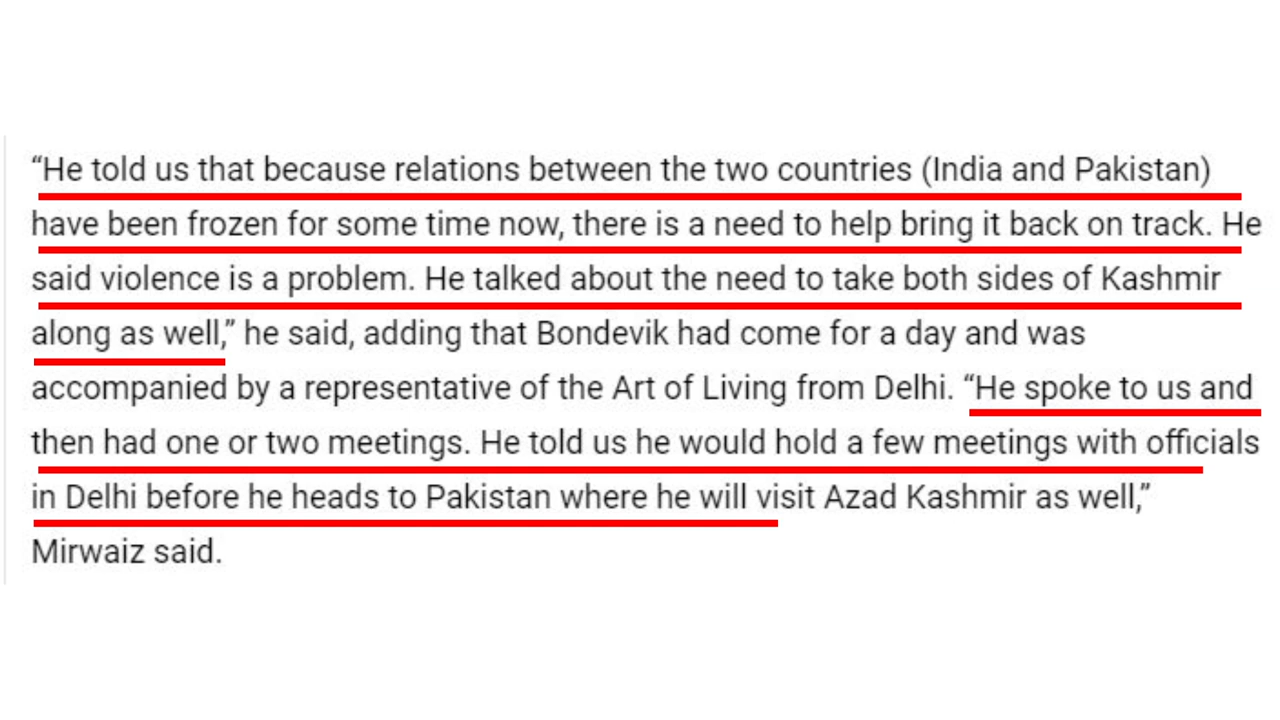 “He told us that because relations between the two countries (India and Pakistan)
have been frozen for some time now, there is a need to help bring it back on track. He
said violence is a problem. He talked about the need to take both sides of Kashmir
along as well,” he said, adding that Bondevik had come for a day and was
accompanied by a representative of the Art of Living from Delhi. “He spoke to us and
then had one or two meetings. He told us he would hold a few meetings with officials
in Delhi before he heads to Pakistan where he will visit Azad Kashmir as well,”
Mirwaiz said.